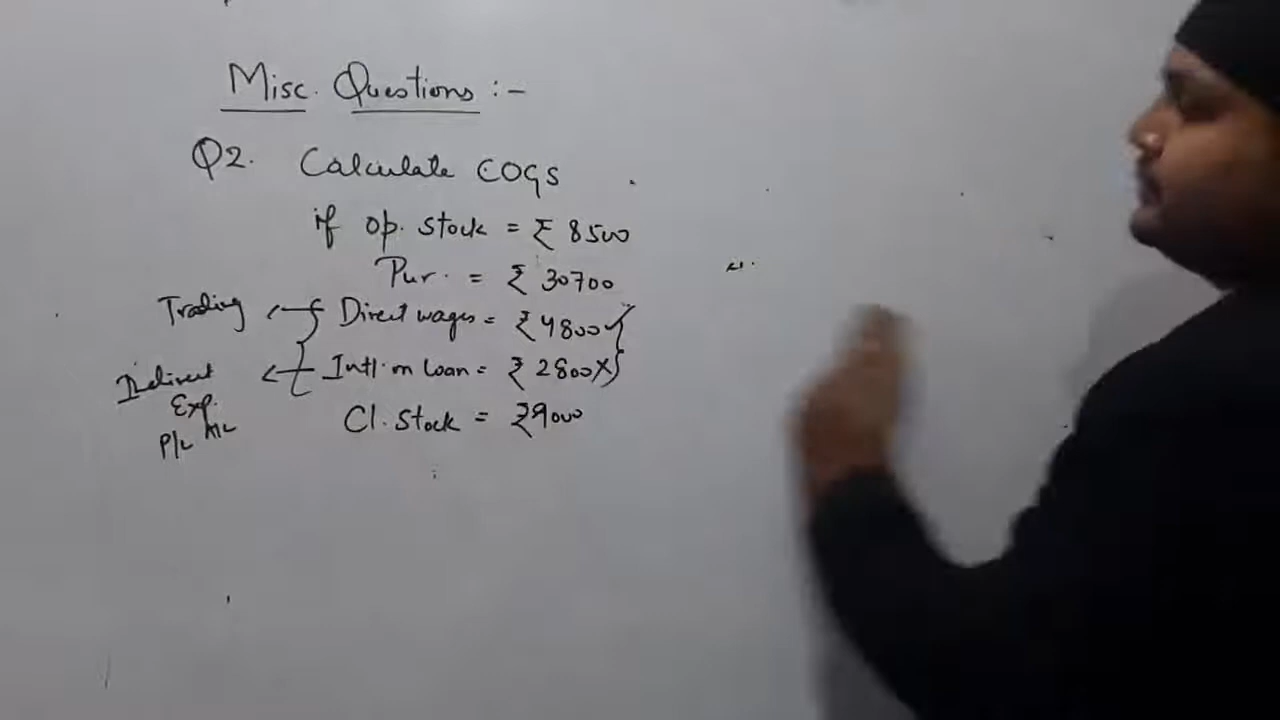 Misc. Questions :-
Q2. Calculate COGS
if op. stock = ₹ 8500
Pur. = ₹ 30700
Trading Direct wages = ₹ 4800 ✓
Indirect Exp. P/L A/c
Intt. on Loan = ₹ 2800 X
Cl. Stock = ₹ 9000